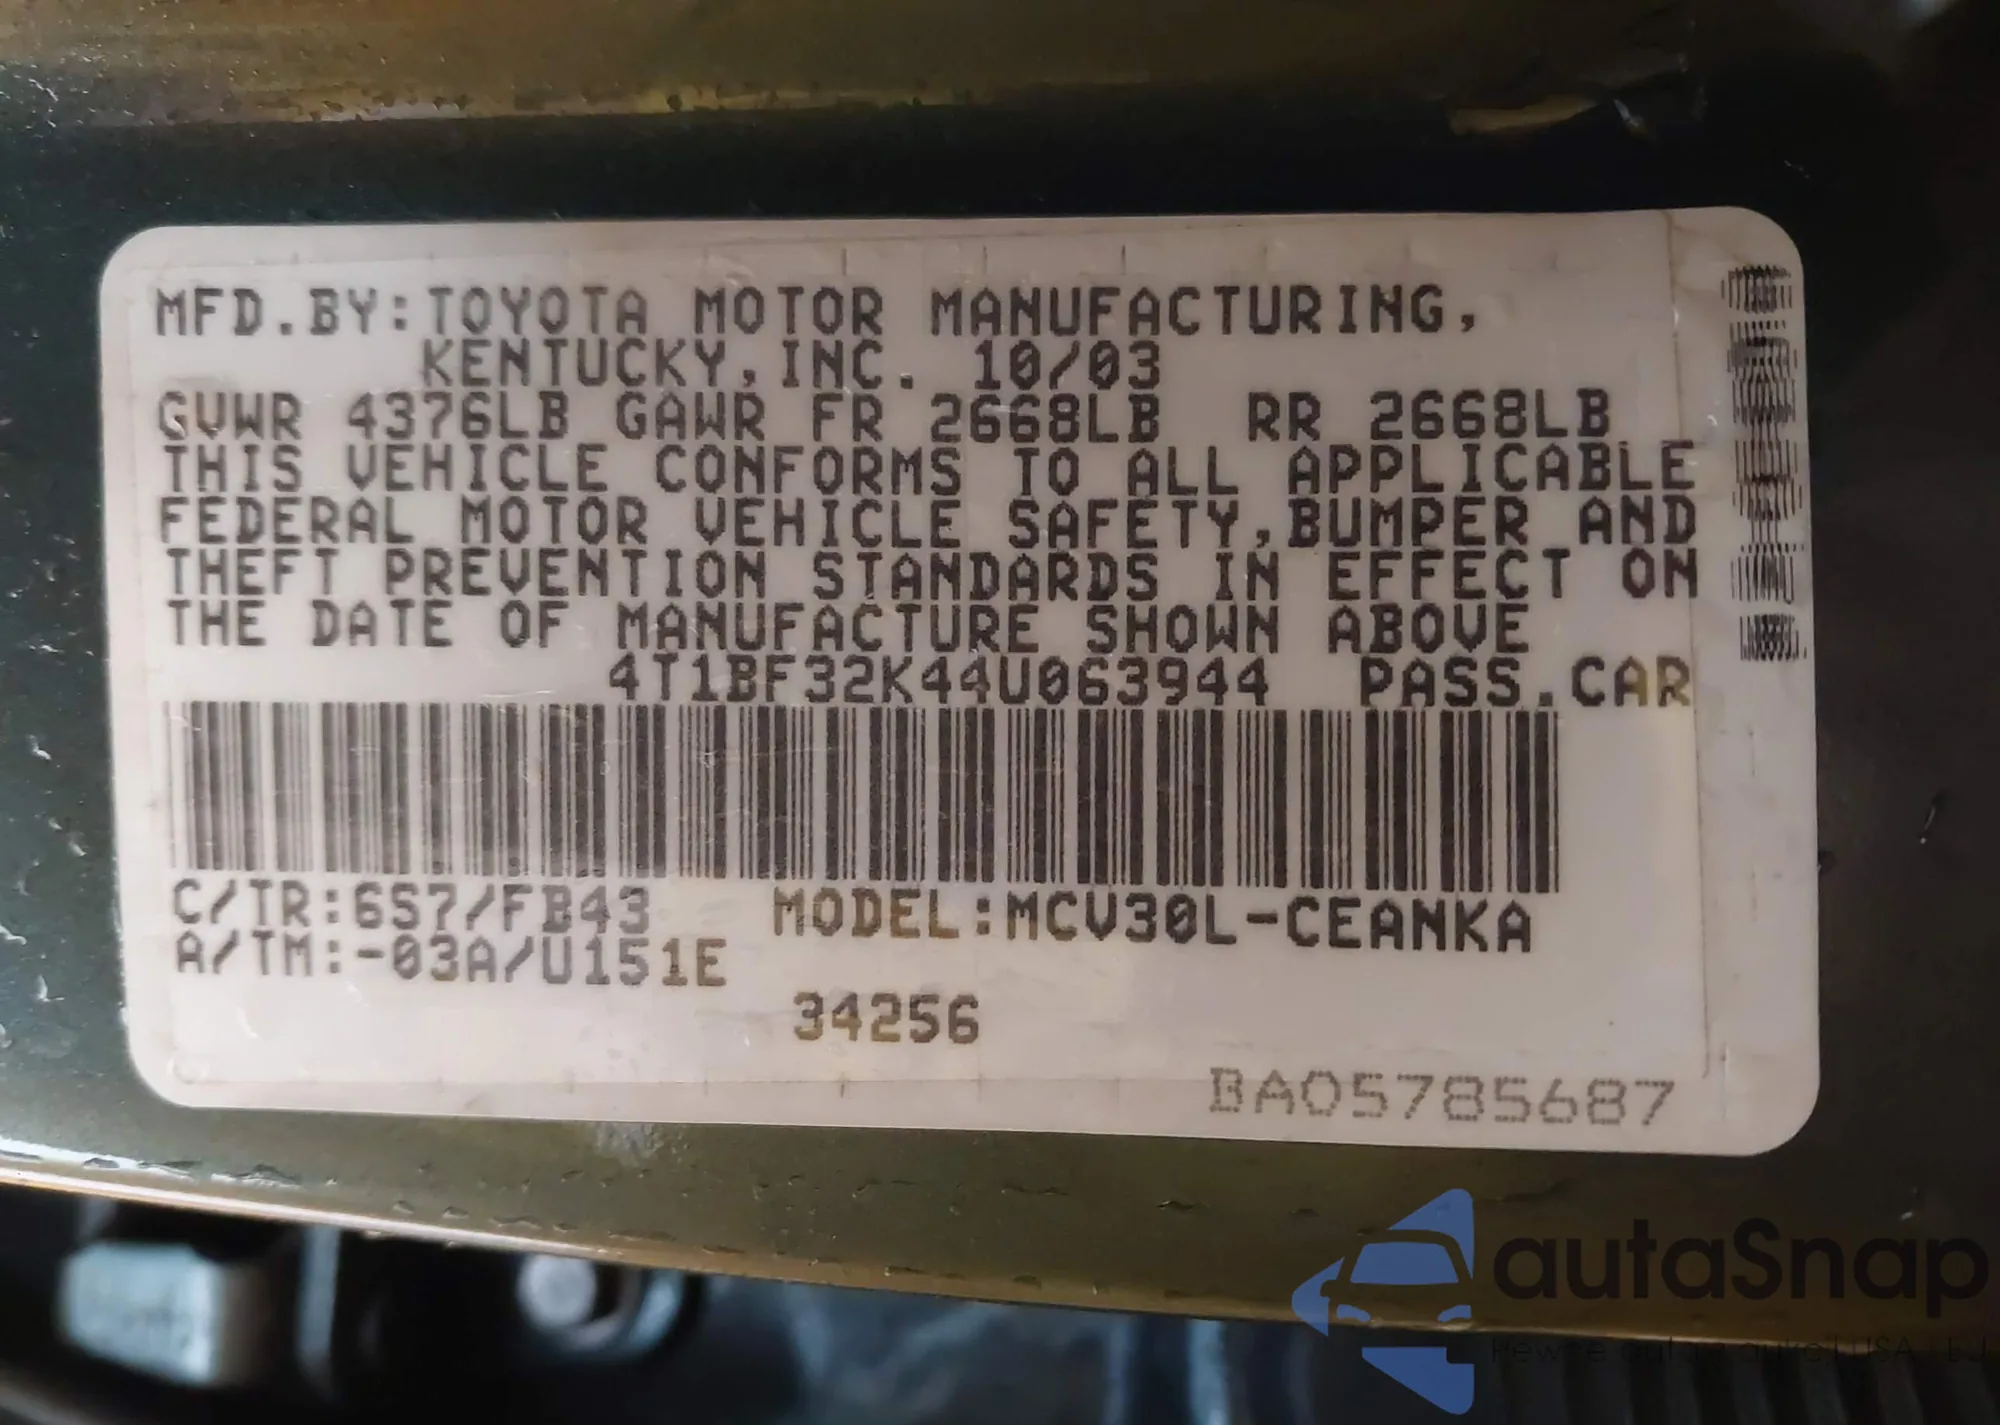 MFD.BY:TOYOTA MOTOR MANUFACTURING,
KENTUCKY,INC. 10/03
GVWR 4376LB GAWR FR 2668LB RR 2668LB
THIS VEHICLE CONFORMS TO ALL APPLICABLE
FEDERAL MOTOR VEHICLE SAFETY,BUMPER AND
THEFT PREVENTION STANDARDS IN EFFECT ON
THE DATE OF MANUFACTURE SHOWN ABOVE
4T1BF32K44U063944 PASS.CAR
C/TR:6S7/FB43 MODEL:MCV30L-CEANKA
A/TM:-03A/U151E
34256
BA05785687
autaSnap
USA